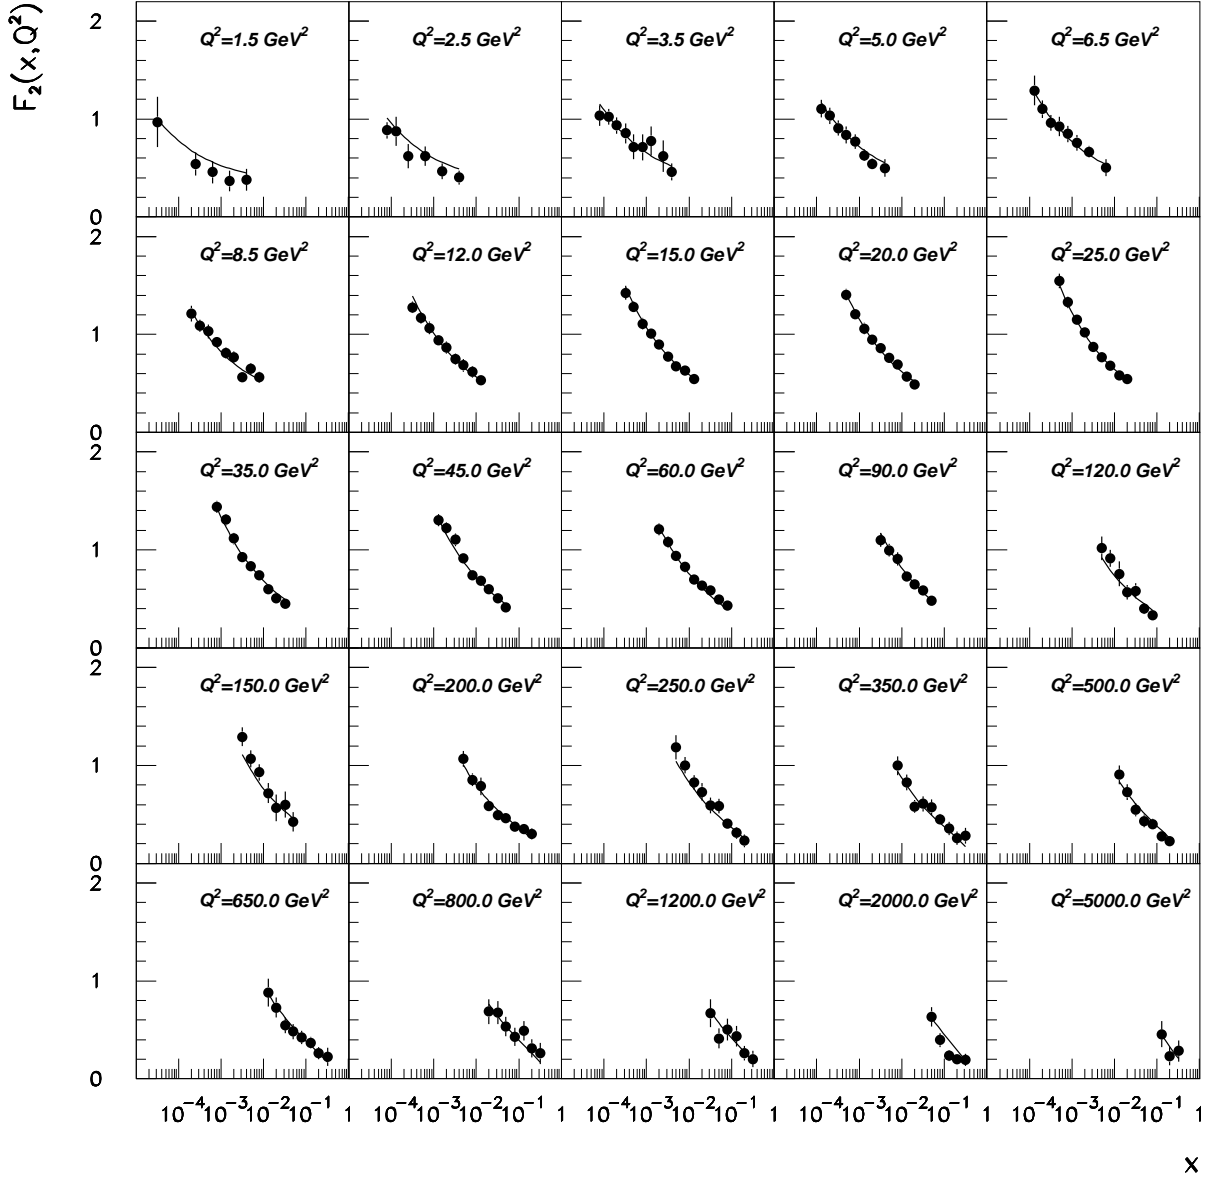 F₂(x,Q²)
2 Q²=1.5 GeV² Q²=2.5 GeV² Q²=3.5 GeV² Q²=5.0 GeV² Q²=6.5 GeV²
1
0
2 Q²=8.5 GeV² Q²=12.0 GeV² Q²=15.0 GeV² Q²=20.0 GeV² Q²=25.0 GeV²
1
0
2 Q²=35.0 GeV² Q²=45.0 GeV² Q²=60.0 GeV² Q²=90.0 GeV² Q²=120.0 GeV²
1
0
2 Q²=150.0 GeV² Q²=200.0 GeV² Q²=250.0 GeV² Q²=350.0 GeV² Q²=500.0 GeV²
1
0
2 Q²=650.0 GeV² Q²=800.0 GeV² Q²=1200.0 GeV² Q²=2000.0 GeV² Q²=5000.0 GeV²
1
0
10⁻⁴ 10⁻³ 10⁻² 10⁻¹ 1 10⁻⁴ 10⁻³ 10⁻² 10⁻¹ 1 10⁻⁴ 10⁻³ 10⁻² 10⁻¹ 1 10⁻⁴ 10⁻³ 10⁻² 10⁻¹ 1 10⁻⁴ 10⁻³ 10⁻² 10⁻¹ 1
x